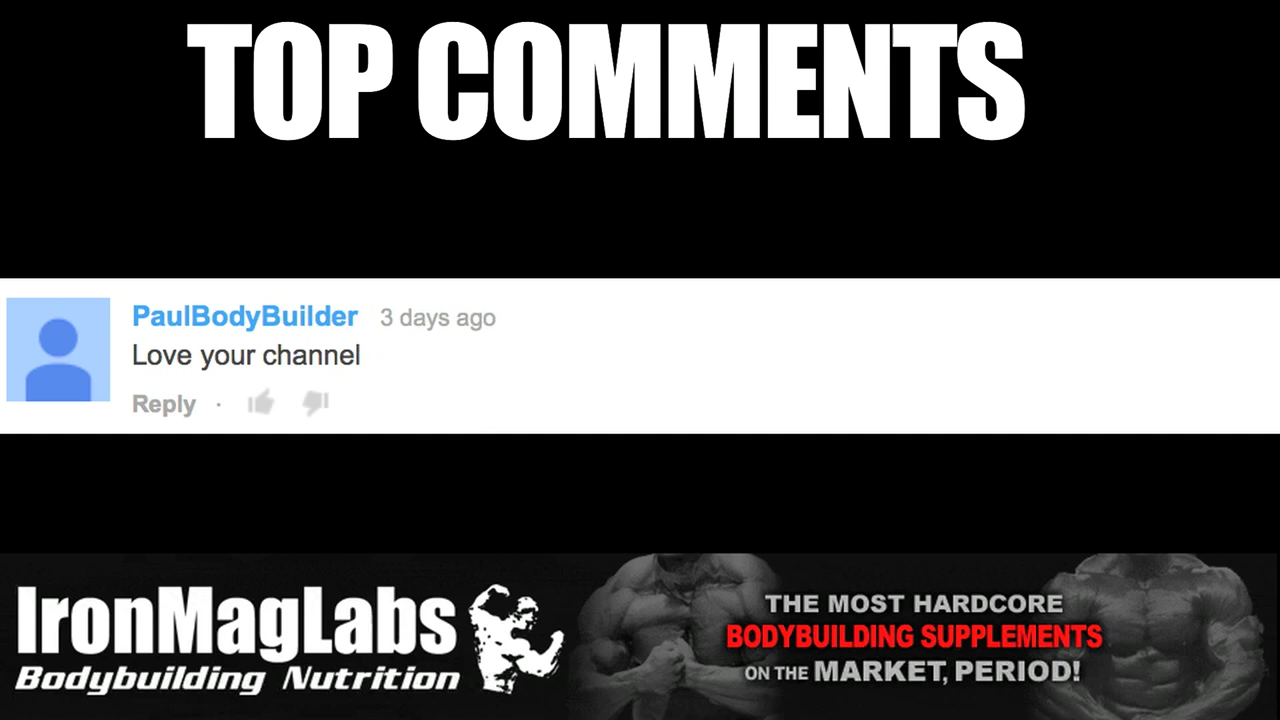 TOP COMMENTS
PaulBodyBuilder 3 days ago
Love your channel
Reply ·
IronMagLabs
Bodybuilding Nutrition
THE MOST HARDCORE
BODYBUILDING SUPPLEMENTS
ON THE MARKET, PERIOD!